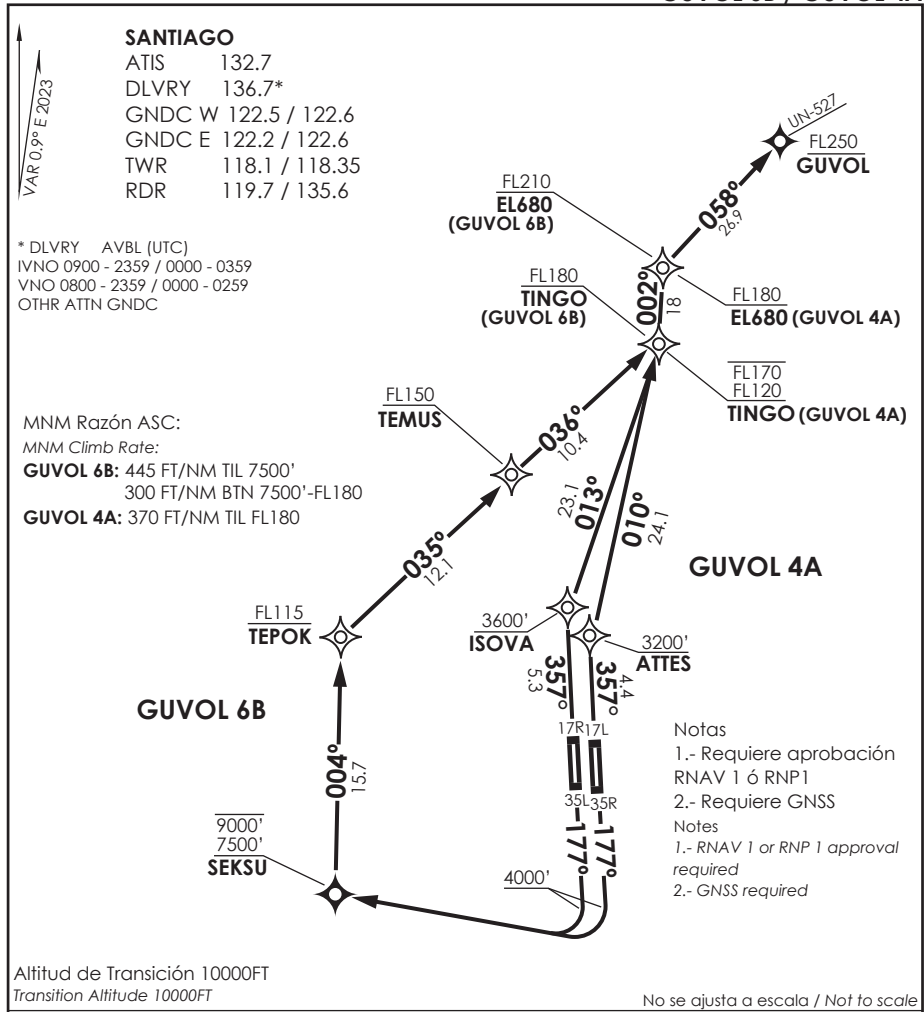 SANTIAGO
ATIS 132.7
DLVRY 136.7*
GNDC W 122.5 / 122.6
GNDC E 122.2 / 122.6
TWR 118.1 / 118.35
RDR 119.7 / 135.6
VAR 0.9° E 2023
* DLVRY AVBL (UTC)
IVNO 0900 - 2359 / 0000 - 0359
VNO 0800 - 2359 / 0000 - 0259
OTHR ATTN GNDC
UN-527
FL250
GUVOL
058°
26.9
FL210
EL680
(GUVOL 6B)
FL180
TINGO
(GUVOL 6B)
002°
18
FL180
EL680 (GUVOL 4A)
FL170
FL120
TINGO (GUVOL 4A)
MNM Razón ASC:
MNM Climb Rate:
GUVOL 6B: 445 FT/NM TIL 7500'
300 FT/NM BTN 7500'-FL180
GUVOL 4A: 370 FT/NM TIL FL180
FL150
TEMUS
036°
10.4
035°
12.1
23.1
013°
010°
24.1
GUVOL 4A
FL115
TEPOK
3600'
ISOVA
3200'
ATTES
357°
5.3
357°
4.4
GUVOL 6B
004°
15.7
17R
17L
35L
35R
177°
177°
4000'
9000'
7500'
SEKSU
Notas
1.- Requiere aprobación
RNAV 1 ó RNP1
2.- Requiere GNSS
Notes
1.- RNAV 1 or RNP 1 approval
required
2.- GNSS required
Altitud de Transición 10000FT
Transition Altitude 10000FT
No se ajusta a escala / Not to scale